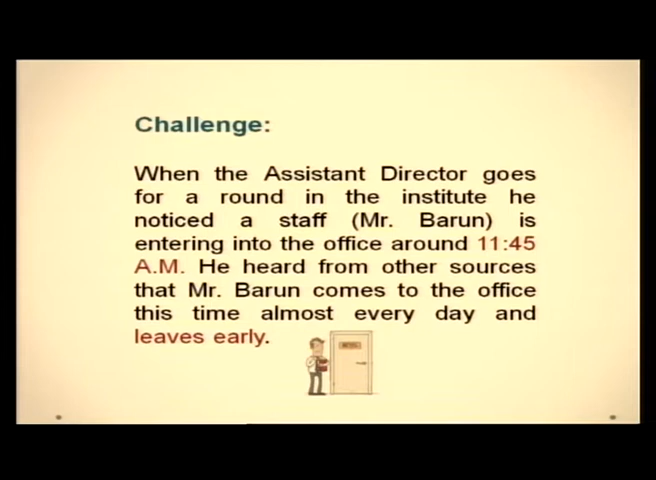 Challenge:
When the Assistant Director goes
for a round in the institute he
noticed a staff (Mr. Barun) is
entering into the office around 11:45
A.M. He heard from other sources
that Mr. Barun comes to the office
this time almost every day and
leaves early.